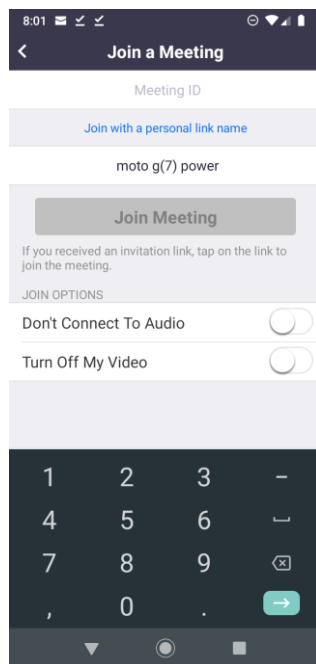 8:01
Join a Meeting
Meeting ID
Join with a personal link name
moto g(7) power
Join Meeting
If you received an invitation link, tap on the link to
join the meeting.
JOIN OPTIONS
Don't Connect To Audio
Turn Off My Video
1 2 3 –
4 5 6
7 8 9
, 0 .